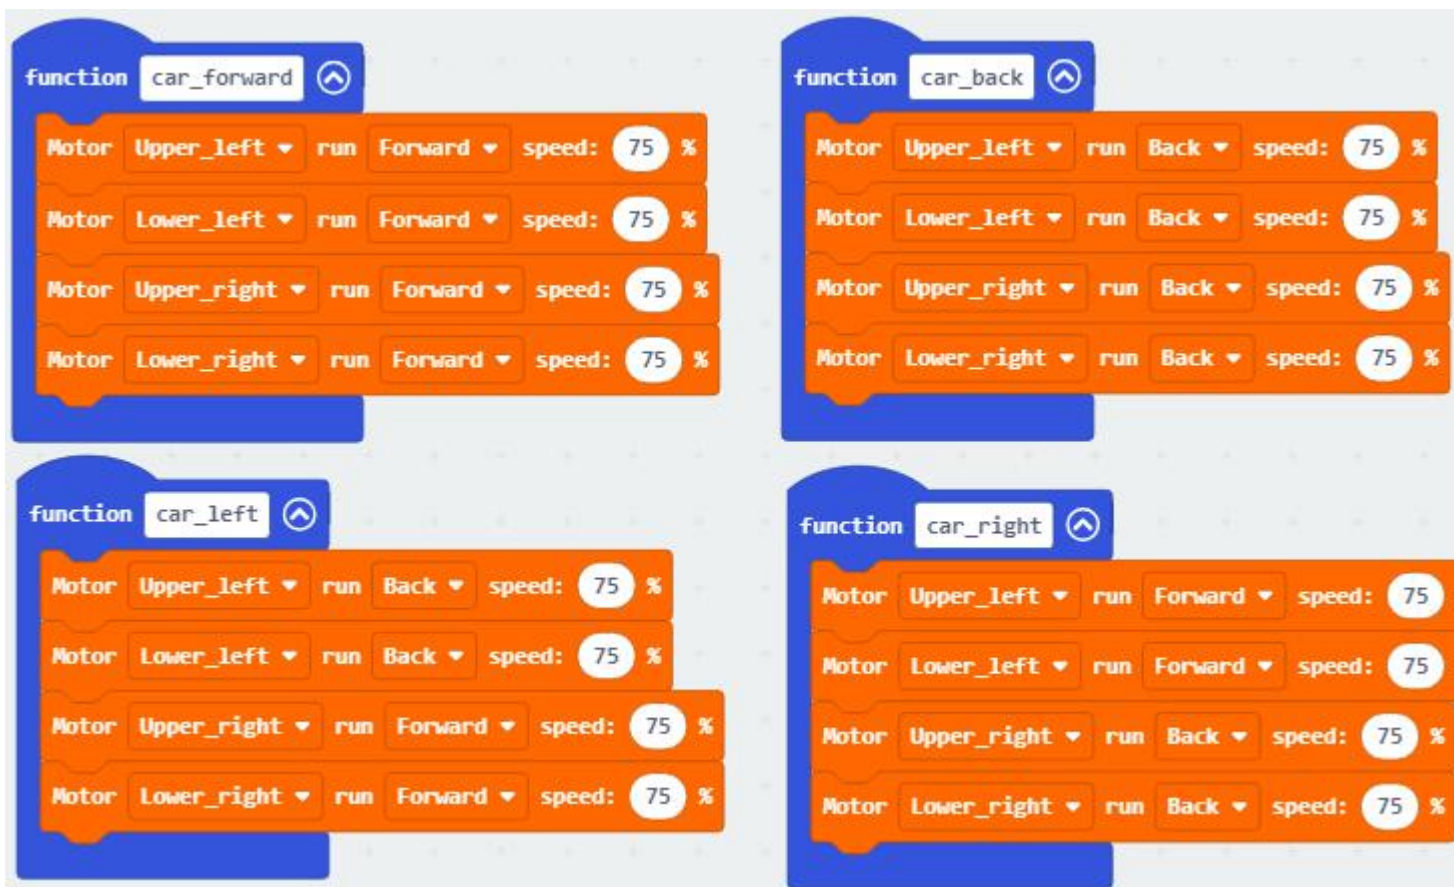 function car_forward
Motor Upper_left run Forward speed: 75 %
Motor Lower_left run Forward speed: 75 %
Motor Upper_right run Forward speed: 75 %
Motor Lower_right run Forward speed: 75 %
function car_back
Motor Upper_left run Back speed: 75 %
Motor Lower_left run Back speed: 75 %
Motor Upper_right run Back speed: 75 %
Motor Lower_right run Back speed: 75 %
function car_left
Motor Upper_left run Back speed: 75 %
Motor Lower_left run Back speed: 75 %
Motor Upper_right run Forward speed: 75 %
Motor Lower_right run Forward speed: 75 %
function car_right
Motor Upper_left run Forward speed: 75
Motor Lower_left run Forward speed: 75
Motor Upper_right run Back speed: 75 %
Motor Lower_right run Back speed: 75 %